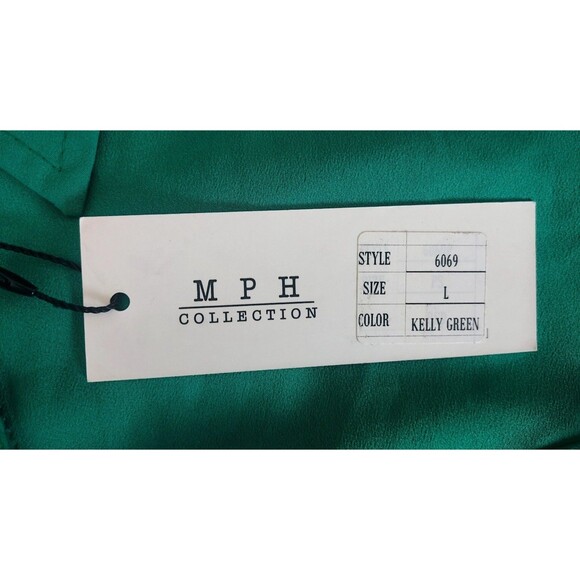 M P H
COLLECTION
STYLE 6069
SIZE L
COLOR KELLY GREEN